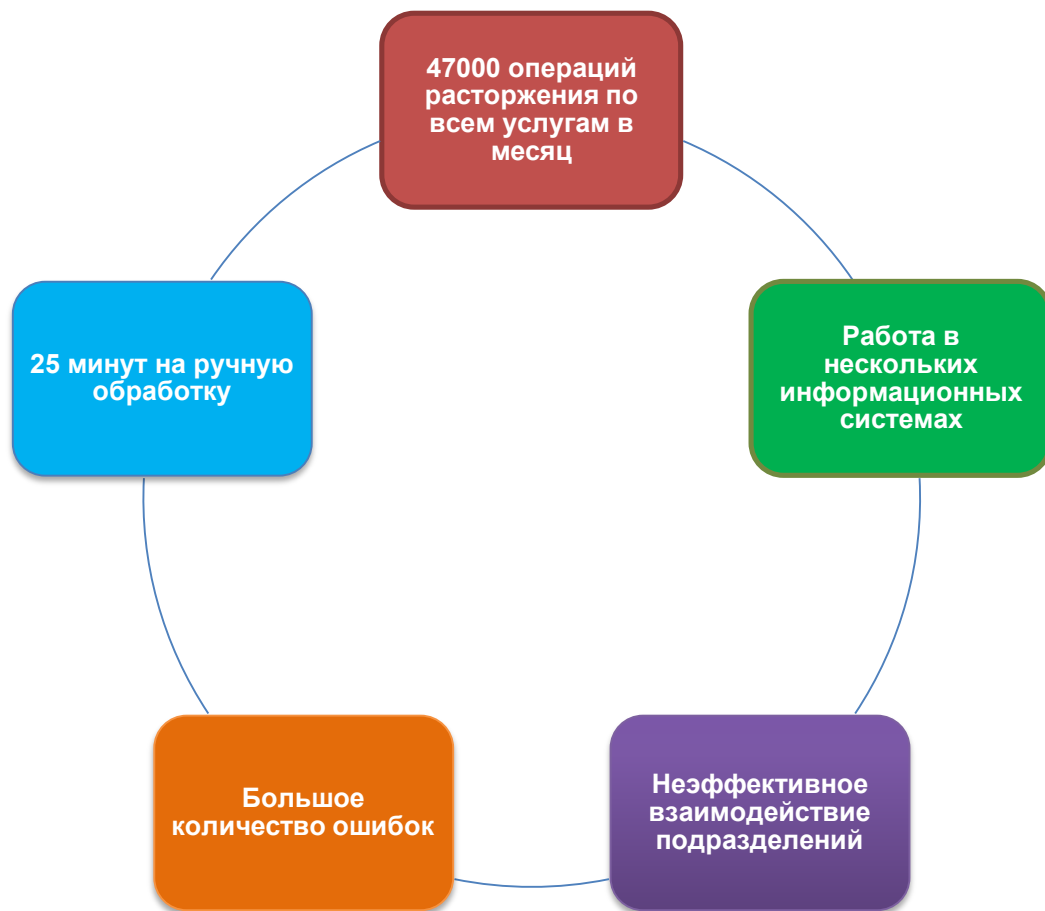 47000 операций
расторжения по
всем услугам в
месяц
25 минут на ручную
обработку
Работа в
нескольких
информационных
системах
Большое
количество ошибок
Неэффективное
взаимодействие
подразделений